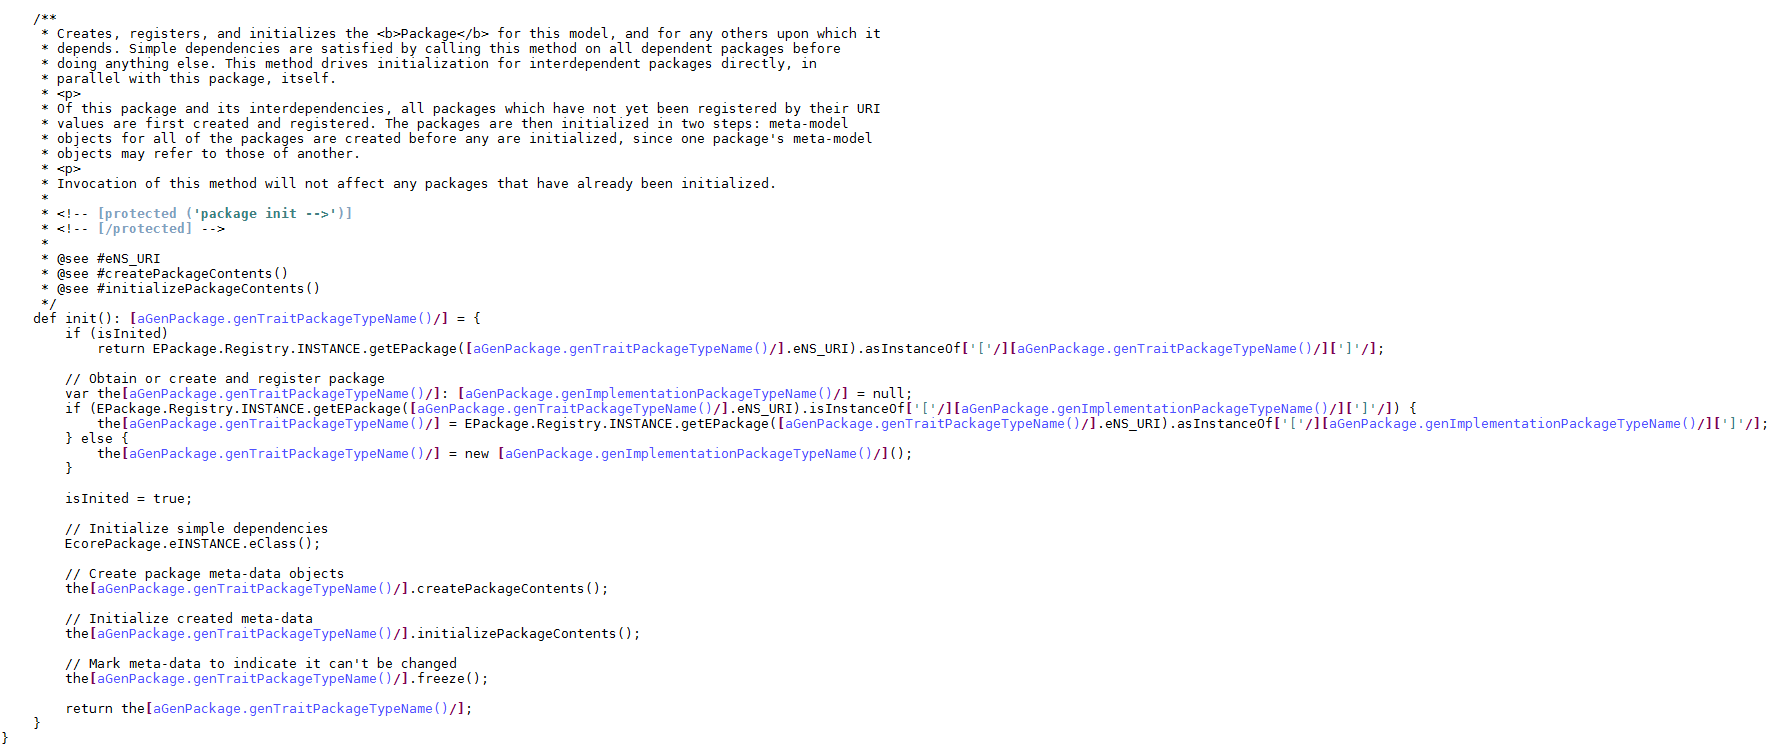 /**
 * Creates, registers, and initializes the <b>Package</b> for this model, and for any others upon which it
 * depends. Simple dependencies are satisfied by calling this method on all dependent packages before
 * doing anything else. This method drives initialization for interdependent packages directly, in
 * parallel with this package, itself.
 * <p>
 * Of this package and its interdependencies, all packages which have not yet been registered by their URI
 * values are first created and registered. The packages are then initialized in two steps: meta-model
 * objects for all of the packages are created before any are initialized, since one package's meta-model
 * objects may refer to those of another.
 * <p>
 * Invocation of this method will not affect any packages that have already been initialized.
 *
 * <!-- [protected ('package init -->')]
 * <!-- [/protected] -->
 *
 * @see #eNS_URI
 * @see #createPackageContents()
 * @see #initializePackageContents()
 */
def init(): [aGenPackage.genTraitPackageTypeName()/] = {
    if (isInited)
        return EPackage.Registry.INSTANCE.getEPackage([aGenPackage.genTraitPackageTypeName()/].eNS_URI).asInstanceOf['['/][aGenPackage.genTraitPackageTypeName()/][']'/];

    // Obtain or create and register package
    var the[aGenPackage.genTraitPackageTypeName()/]: [aGenPackage.genImplementationPackageTypeName()/] = null;
    if (EPackage.Registry.INSTANCE.getEPackage([aGenPackage.genTraitPackageTypeName()/].eNS_URI).isInstanceOf['['/][aGenPackage.genImplementationPackageTypeName()/][']'/]) {
        the[aGenPackage.genTraitPackageTypeName()/] = EPackage.Registry.INSTANCE.getEPackage([aGenPackage.genTraitPackageTypeName()/].eNS_URI).asInstanceOf['['/][aGenPackage.genImplementationPackageTypeName()/][']'/];
    } else {
        the[aGenPackage.genTraitPackageTypeName()/] = new [aGenPackage.genImplementationPackageTypeName()/]();
    }

    isInited = true;

    // Initialize simple dependencies
    EcorePackage.eINSTANCE.eClass();

    // Create package meta-data objects
    the[aGenPackage.genTraitPackageTypeName()/].createPackageContents();

    // Initialize created meta-data
    the[aGenPackage.genTraitPackageTypeName()/].initializePackageContents();

    // Mark meta-data to indicate it can't be changed
    the[aGenPackage.genTraitPackageTypeName()/].freeze();

    return the[aGenPackage.genTraitPackageTypeName()/];
}
}